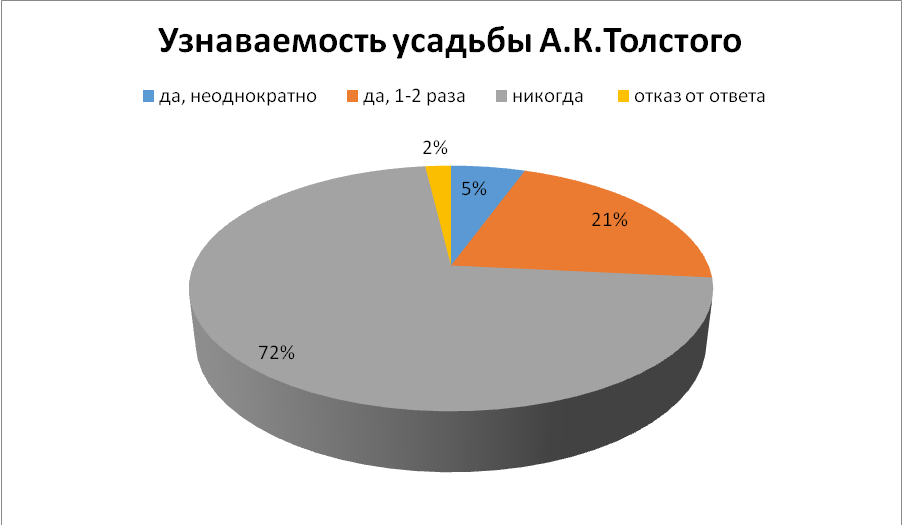 Узнаваемость усадьбы А.К.Толстого
да, неоднократно да, 1-2 раза никогда отказ от ответа
2%
5%
21%
72%